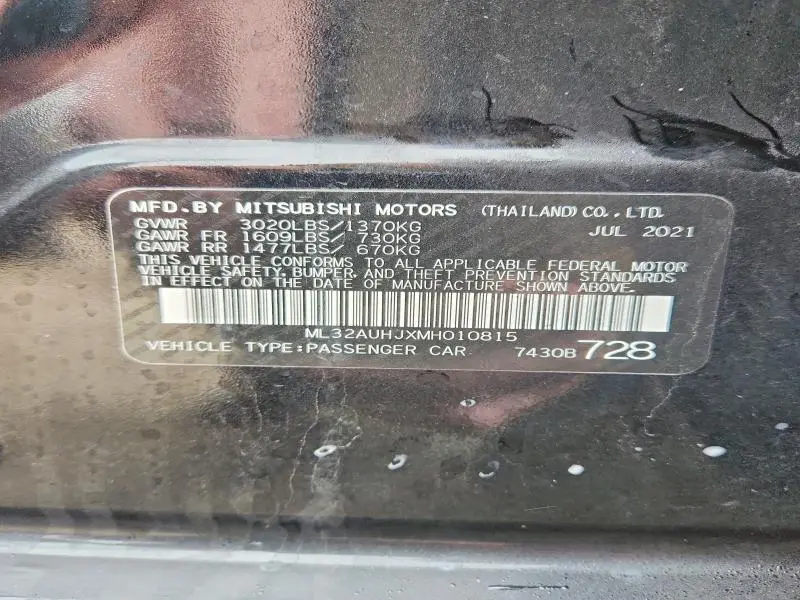 MFD.BY MITSUBISHI MOTORS (THAILAND) CO.,LTD.
GVWR 3020LBS/1370KG JUL 2021
GAWR FR 1609LBS/ 730KG
GAWR RR 1477LBS/ 670KG
THIS VEHICLE CONFORMS TO ALL APPLICABLE FEDERAL MOTOR
VEHICLE SAFETY, BUMPER, AND THEFT PREVENTION STANDARDS
IN EFFECT ON THE DATE OF MANUFACTURE SHOWN ABOVE.
ML32AUHJXMH010815
VEHICLE TYPE:PASSENGER CAR 7430B 728